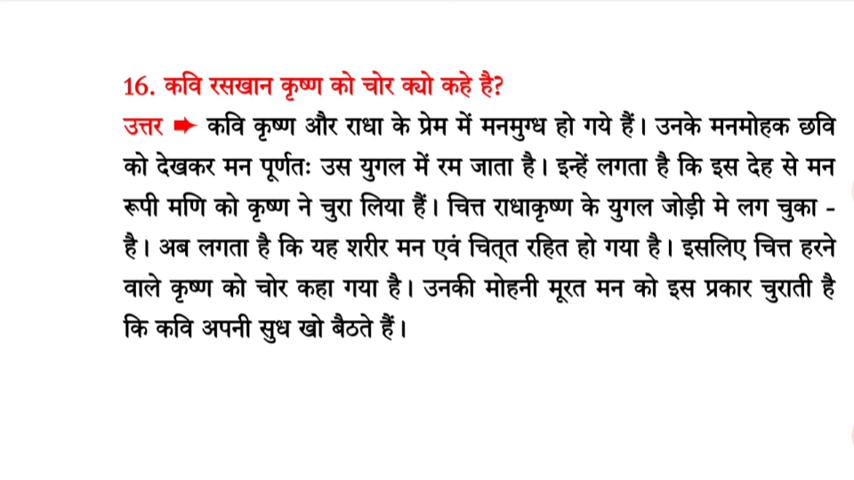 16. कवि रसखान कृष्ण को चोर क्यो कहे है?
उत्तर ➡ कवि कृष्ण और राधा के प्रेम में मनमुग्ध हो गये हैं। उनके मनमोहक छवि
को देखकर मन पूर्णतः उस युगल में रम जाता है। इन्हें लगता है कि इस देह से मन
रूपी मणि को कृष्ण ने चुरा लिया हैं। चित्त राधाकृष्ण के युगल जोड़ी मे लग चुका -
है। अब लगता है कि यह शरीर मन एवं चित्‌त रहित हो गया है। इसलिए चित्त हरने
वाले कृष्ण को चोर कहा गया है। उनकी मोहनी मूरत मन को इस प्रकार चुराती है
कि कवि अपनी सुध खो बैठते हैं।